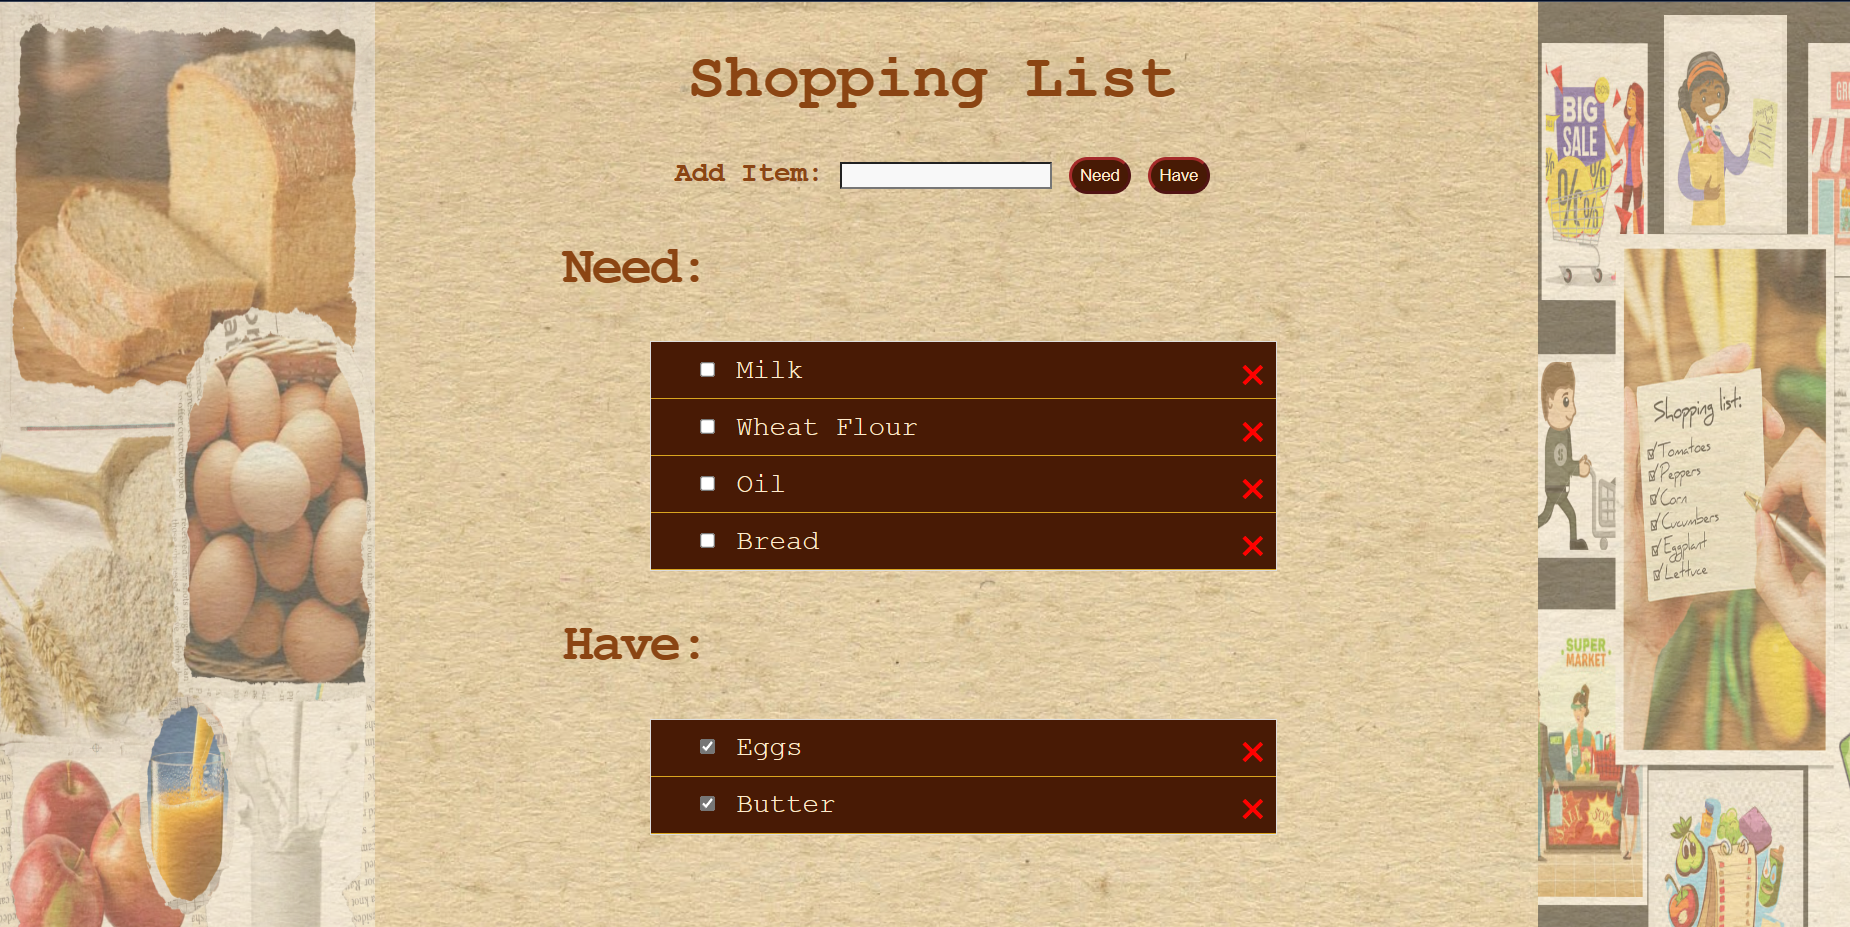 Shopping List
Add Item:
Need
Have
Need:
Milk
Wheat Flour
Oil
Bread
Have:
Eggs
Butter
BIG
SALE
%
%
%
Shopping list:
Tomatoes
Peppers
Corn
Cucumbers
Eggplant
Lettuce
SUPER
MARKET